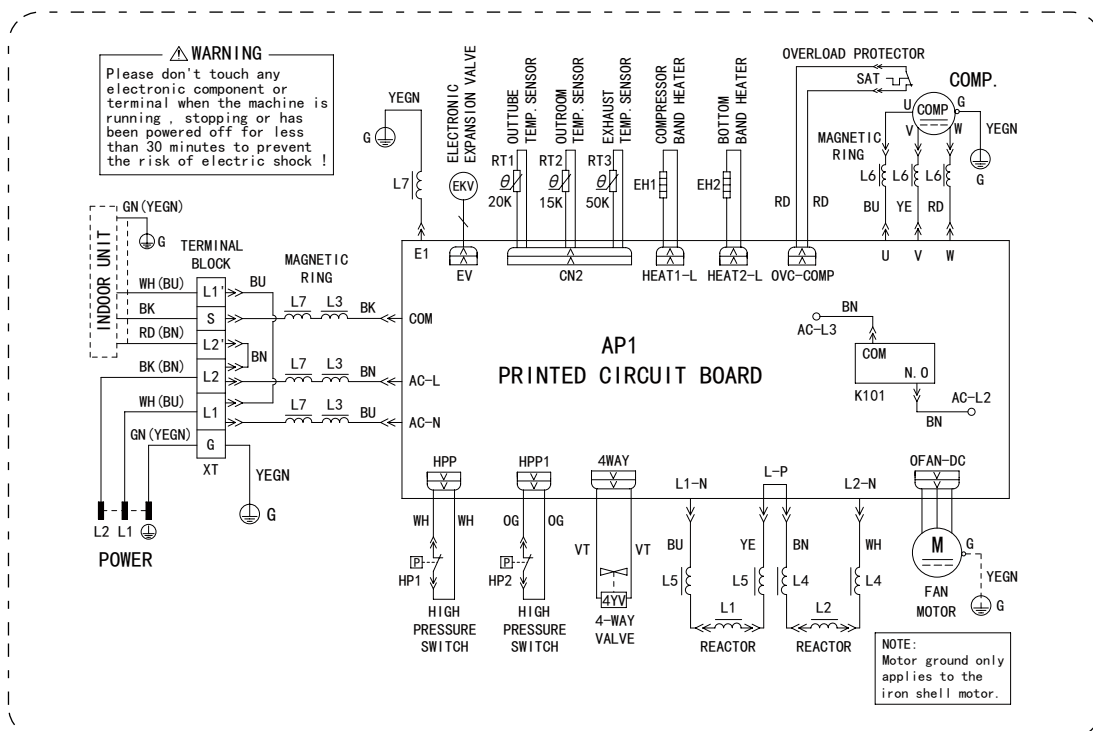 WARNING
Please don't touch any
electronic component or
terminal when the machine is
running , stopping or has
been powered off for less
than 30 minutes to prevent
the risk of electric shock !
YEGN
G
L7
E1
ELECTRONIC
EXPANSION VALVE
EKV
EV
OUTTUBE
TEMP. SENSOR
RT1
θ
20K
OUTROOM
TEMP. SENSOR
RT2
θ
15K
EXHAUST
TEMP. SENSOR
RT3
θ
50K
CN2
COMPRESSOR
BAND HEATER
EH1
HEAT1-L
BOTTOM
BAND HEATER
EH2
HEAT2-L
OVERLOAD PROTECTOR
SAT
RD
RD
OVC-COMP
COMP.
COMP
U
V
W
G
YEGN
G
MAGNETIC
RING
L6
L6
L6
BU
YE
RD
U
V
W
INDOOR UNIT
GN(YEGN)
G
TERMINAL
BLOCK
MAGNETIC
RING
WH(BU)
L1'
BU
BK
S
L7
L3
BK
COM
RD(BN)
L2'
BN
BK(BN)
L2
L7
L3
BN
AC-L
WH(BU)
L1
L7
L3
BU
AC-N
GN(YEGN)
G
XT
YEGN
G
L2
L1
POWER
AP1
PRINTED CIRCUIT BOARD
BN
AC-L3
COM
N.O
K101
AC-L2
BN
HPP
WH
WH
P
HP1
HIGH
PRESSURE
SWITCH
HPP1
OG
OG
P
HP2
HIGH
PRESSURE
SWITCH
4WAY
VT
VT
4YV
4-WAY
VALVE
L1-N
L-P
L2-N
BU
YE
BN
WH
L5
L5
L4
L4
L1
L2
REACTOR
REACTOR
OFAN-DC
M
G
YEGN
G
FAN
MOTOR
NOTE:
Motor ground only
applies to the
iron shell motor.